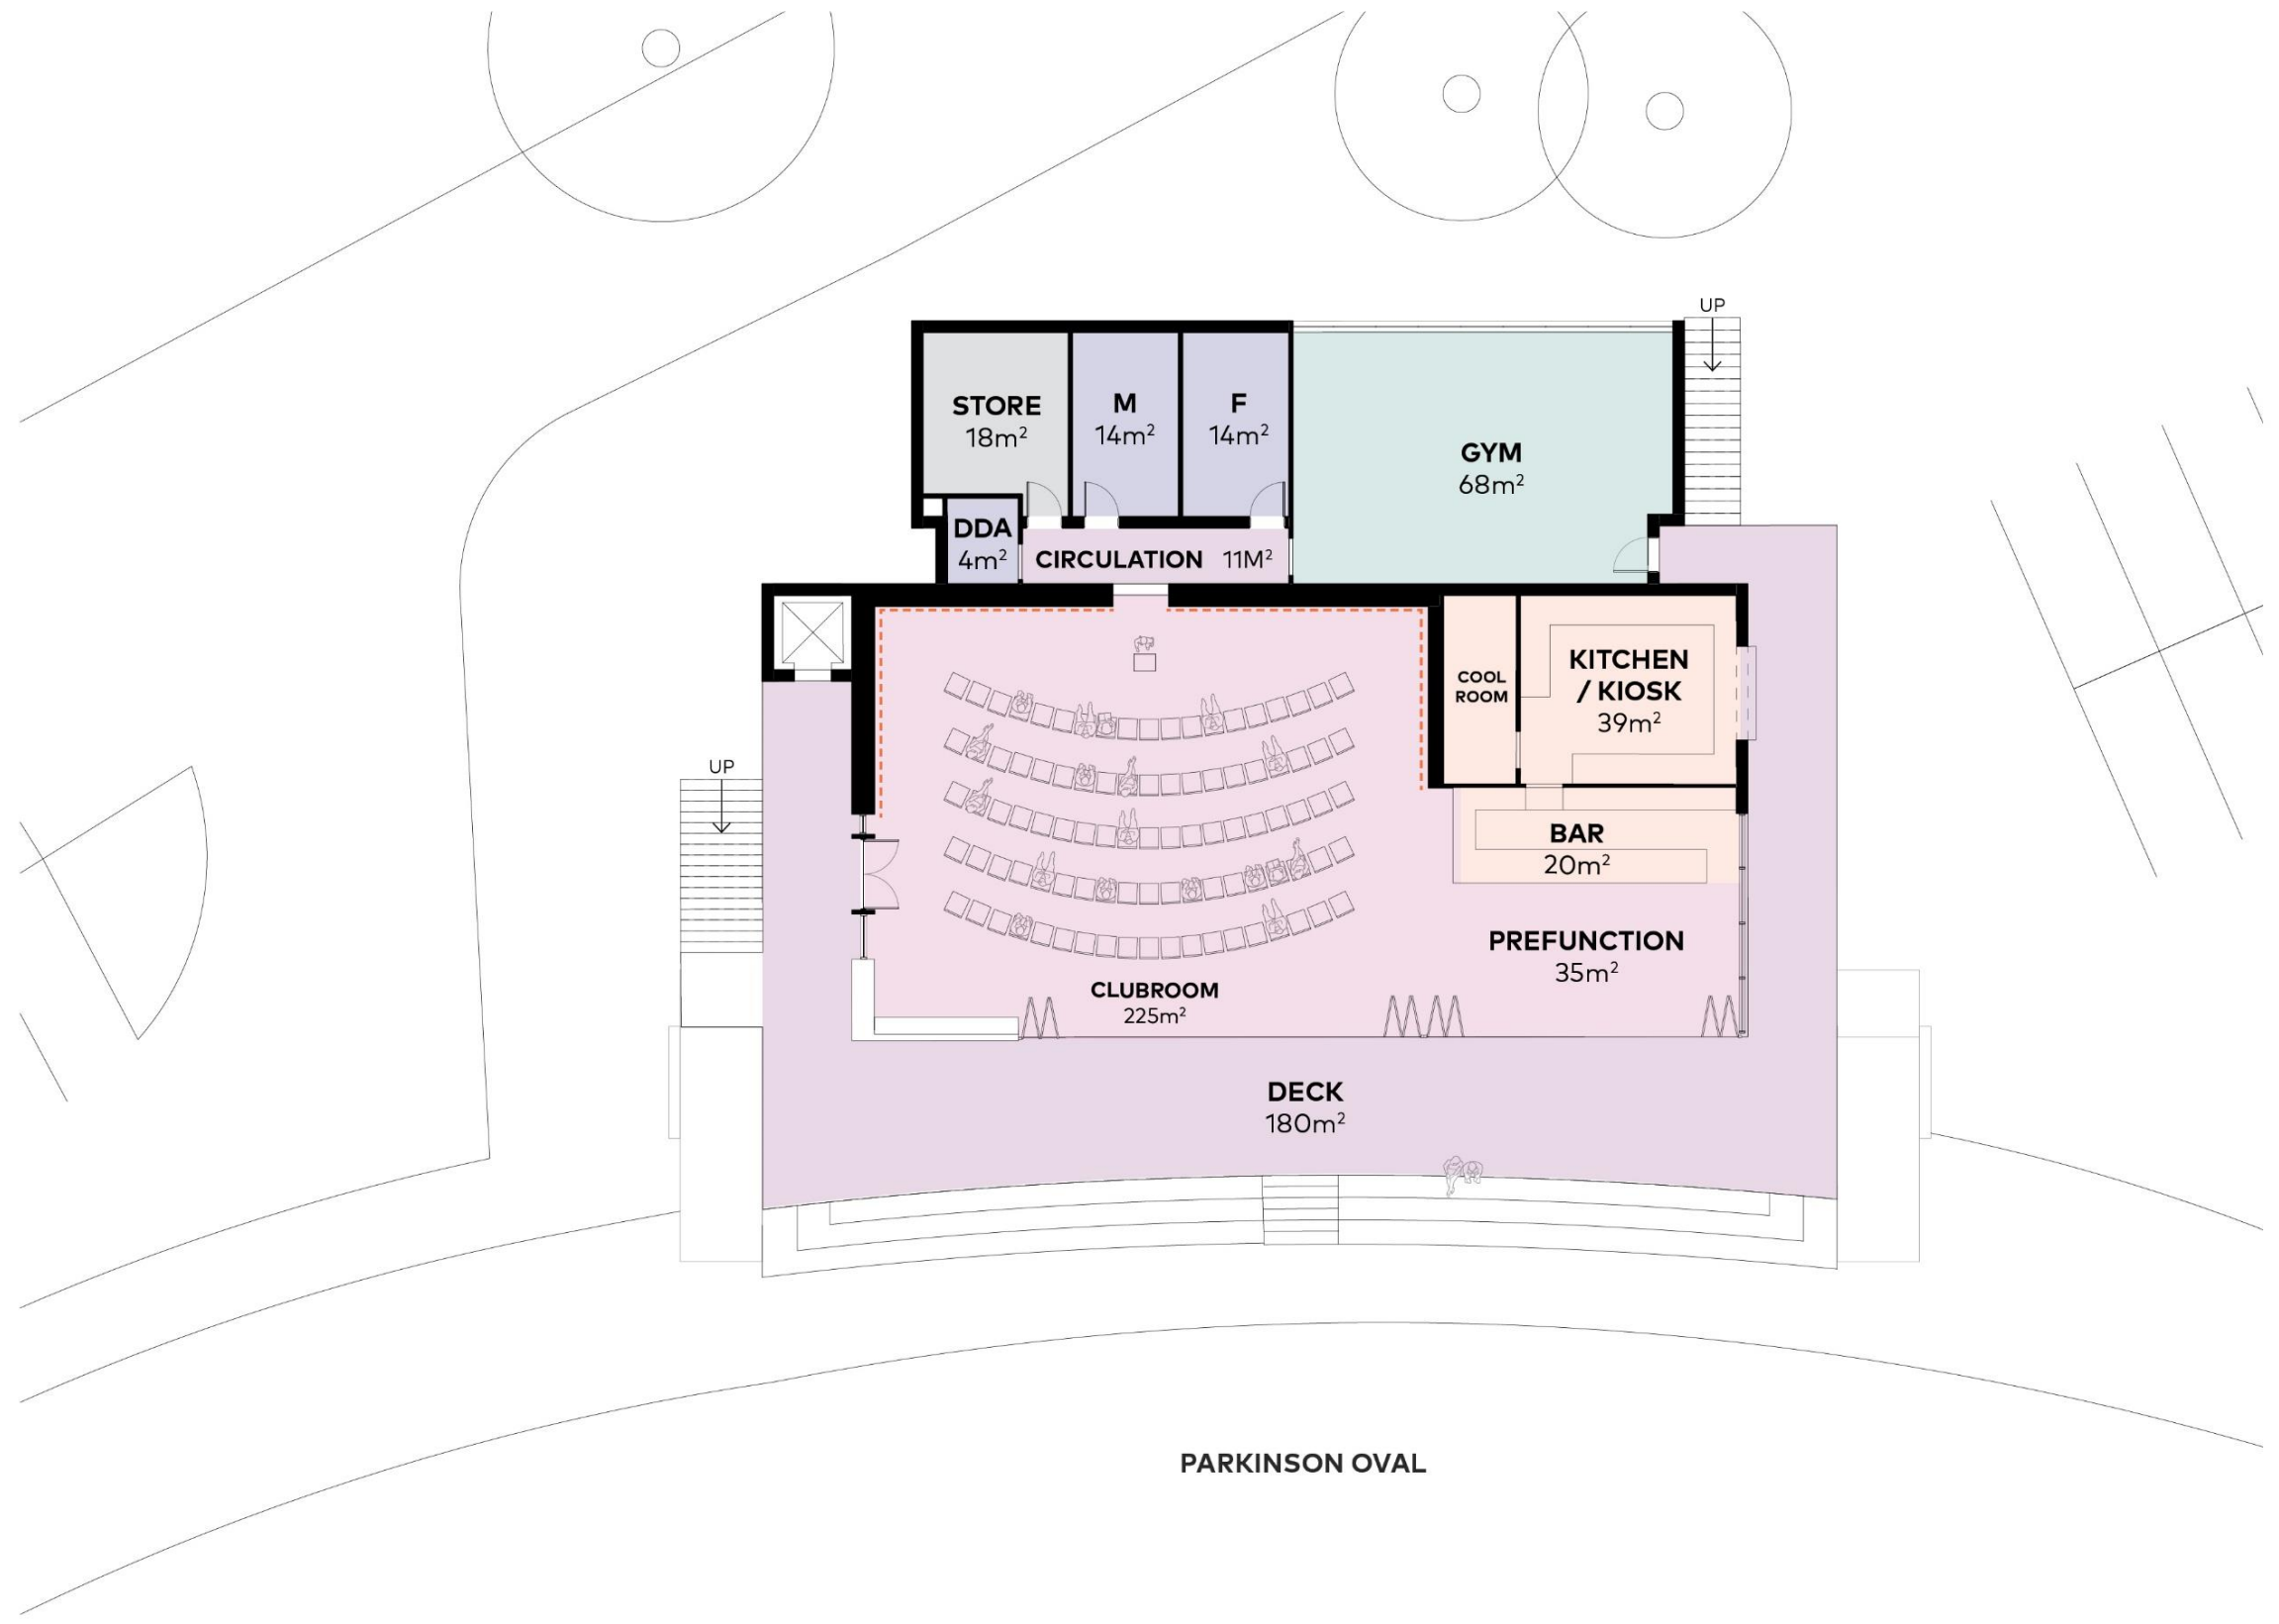 UP
STORE
18m²
M
14m²
F
14m²
GYM
68m²
DDA
4m²
CIRCULATION 11M²
COOL
ROOM
KITCHEN
/ KIOSK
39m²
UP
BAR
20m²
PREFUNCTION
35m²
CLUBROOM
225m²
DECK
180m²
PARKINSON OVAL